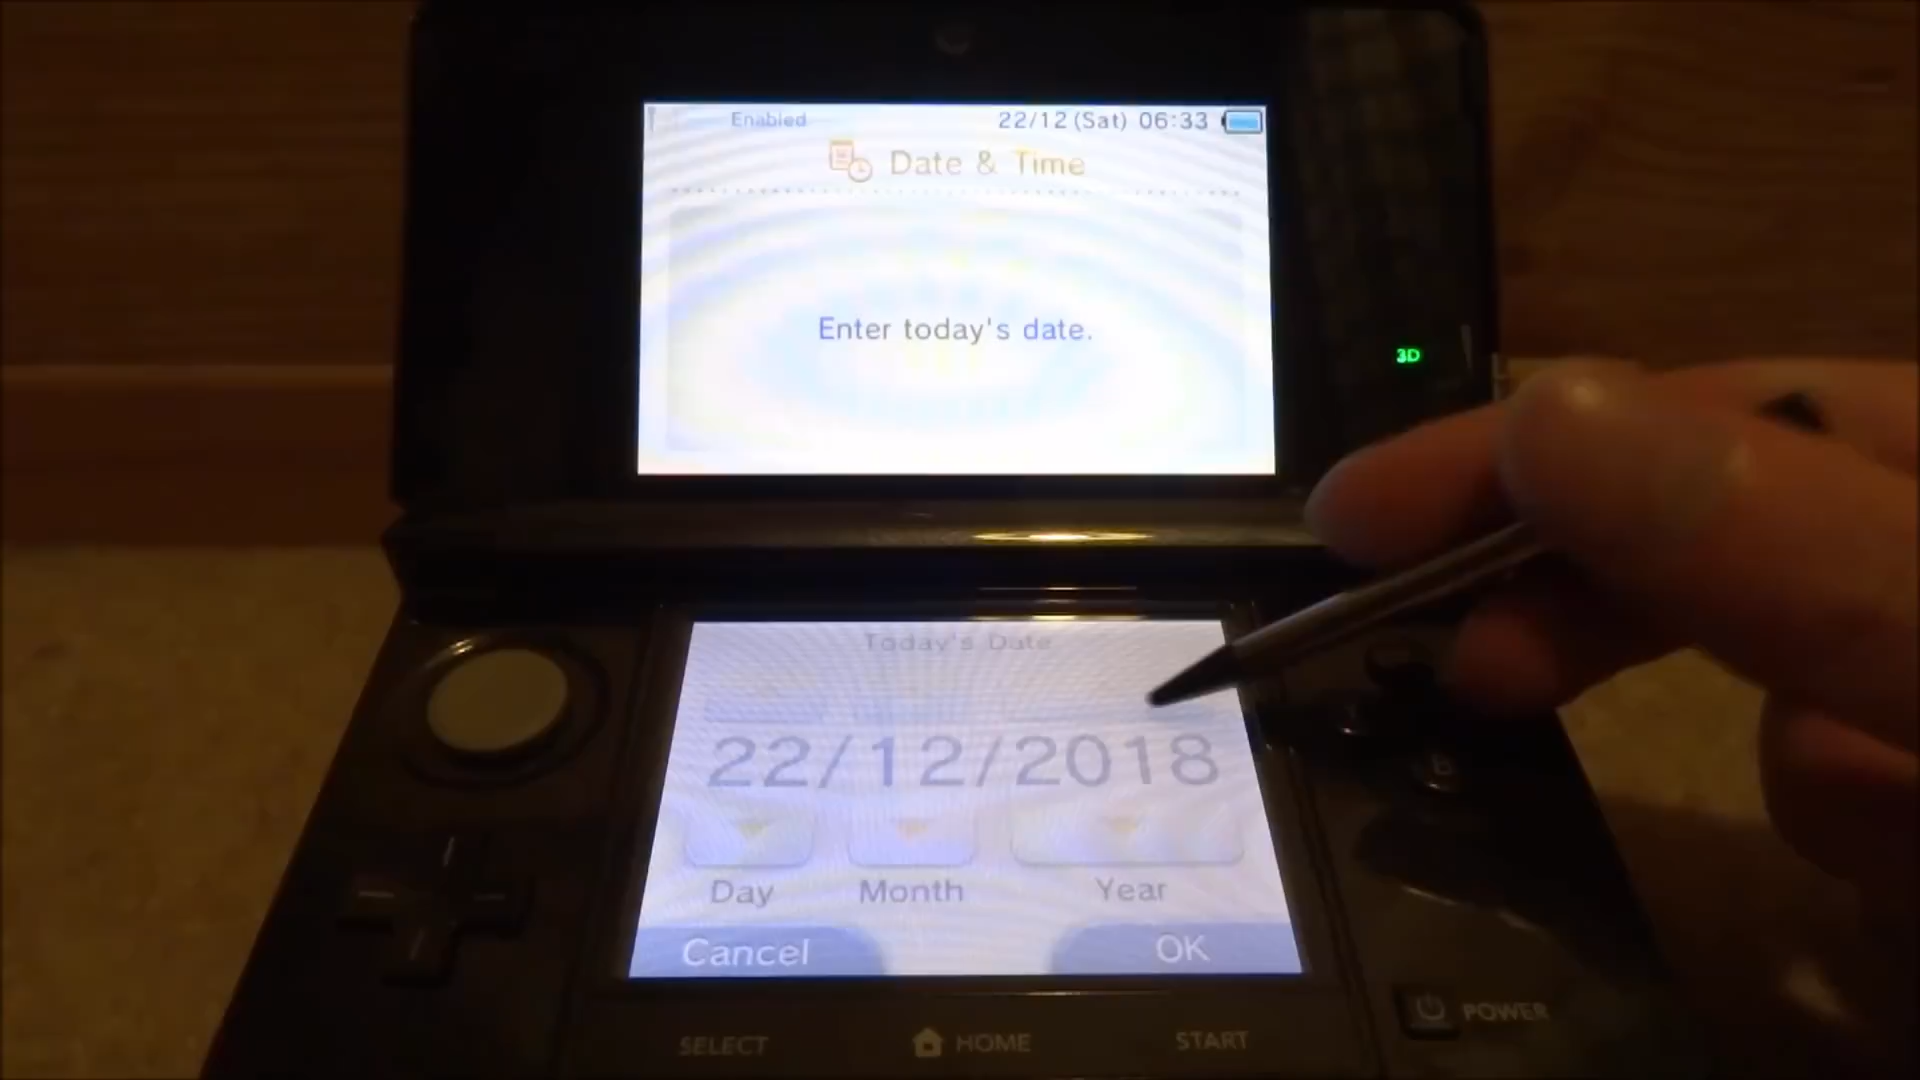 Enabled 22/12 (Sat) 06:33
Date & Time
Enter today's date.
3D
Today's Date
22/12/2018
Day Month Year
Cancel OK
B
SELECT HOME START
POWER